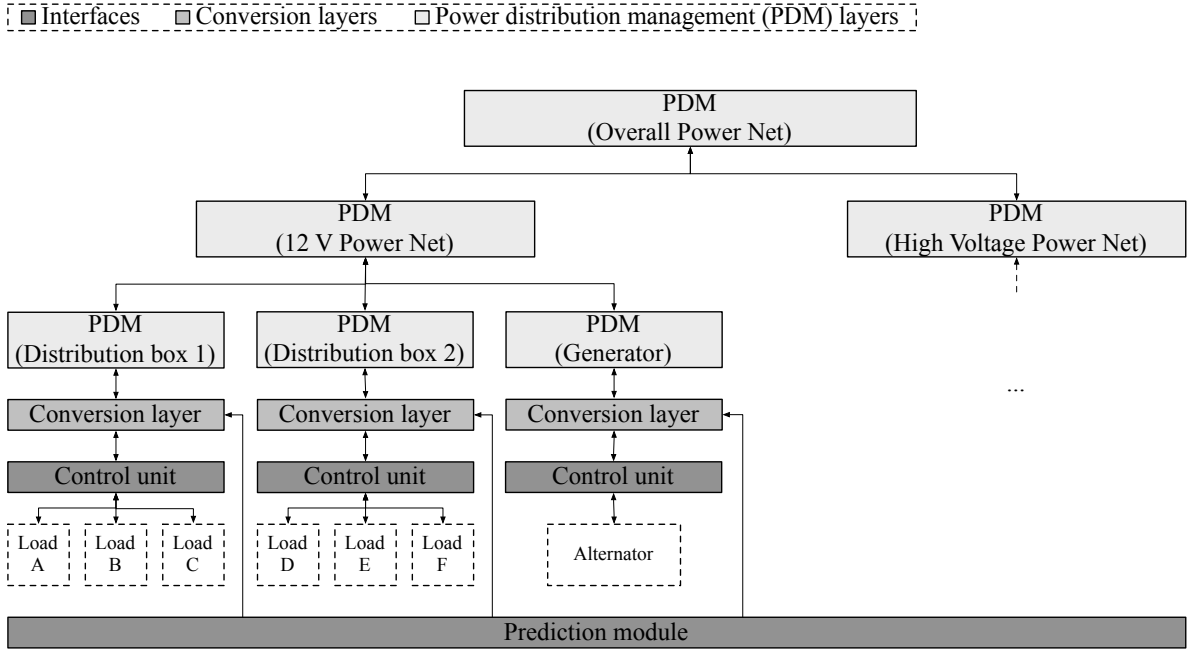 Interfaces Conversion layers Power distribution management (PDM) layers
PDM
(Overall Power Net)
PDM
(12 V Power Net)
PDM
(High Voltage Power Net)
PDM
(Distribution box 1)
PDM
(Distribution box 2)
PDM
(Generator)
...
Conversion layer
Conversion layer
Conversion layer
Control unit
Control unit
Control unit
Load
A
Load
B
Load
C
Load
D
Load
E
Load
F
Alternator
Prediction module